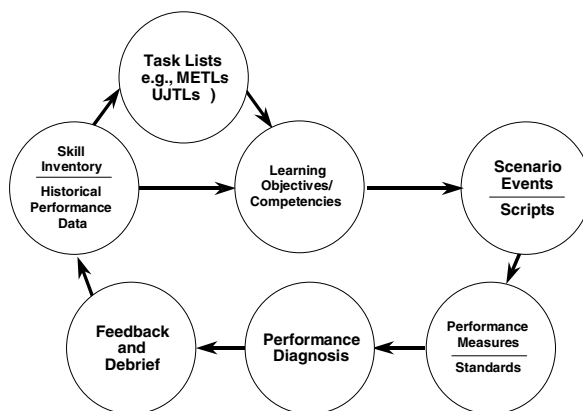 Task Lists
e.g., METLs
UJTLs )
Skill
Inventory
Historical
Performance
Data
Learning
Objectives/
Competencies
Scenario
Events
Scripts
Feedback
and
Debrief
Performance
Diagnosis
Performance
Measures
Standards